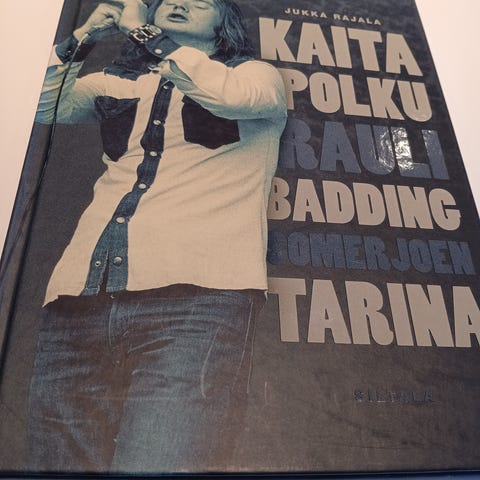 JUKKA RAJALA
KAITA
POLKU
RAULI
BADDING
SOMERJOEN
TARINA
SILTALA